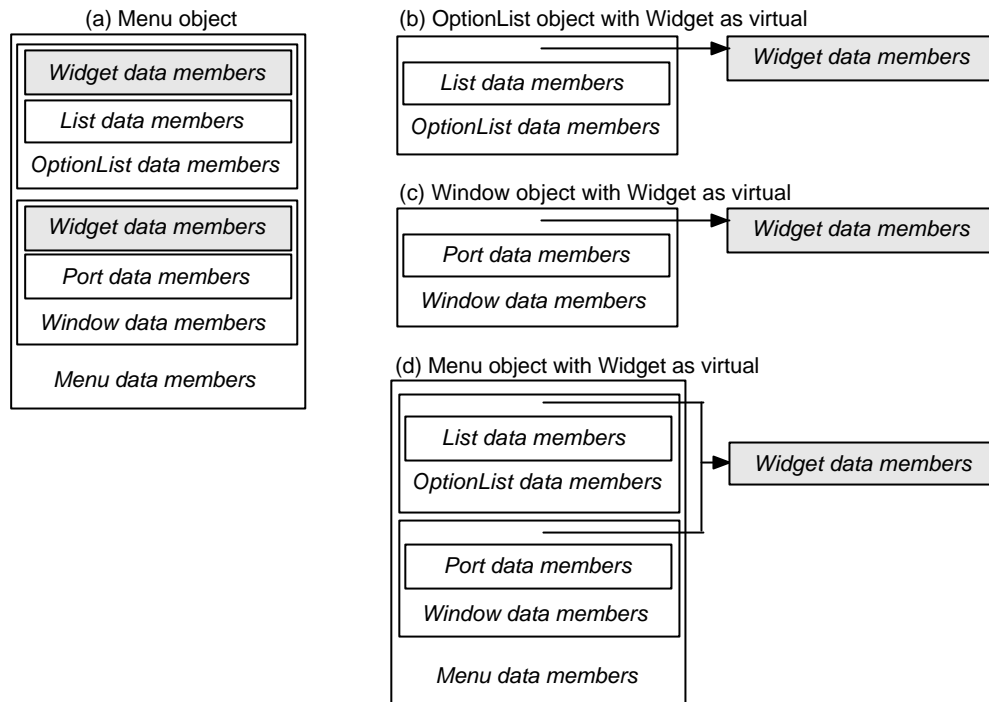 (a) Menu object
Widget data members
List data members
OptionList data members
Widget data members
Port data members
Window data members
Menu data members
(b) OptionList object with Widget as virtual
Widget data members
List data members
OptionList data members
(c) Window object with Widget as virtual
Widget data members
Port data members
Window data members
(d) Menu object with Widget as virtual
List data members
Widget data members
OptionList data members
Port data members
Window data members
Menu data members